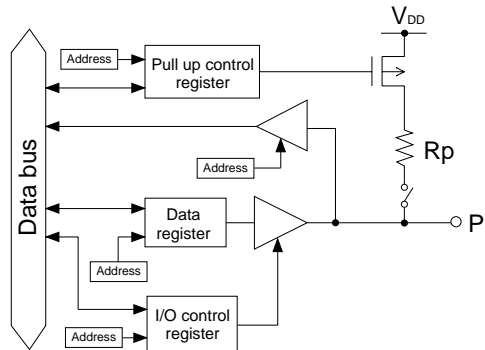 VDD
Address
Pull up control
register
Rp
Address
Data bus
Data
register
P
Address
I/O control
register
Address